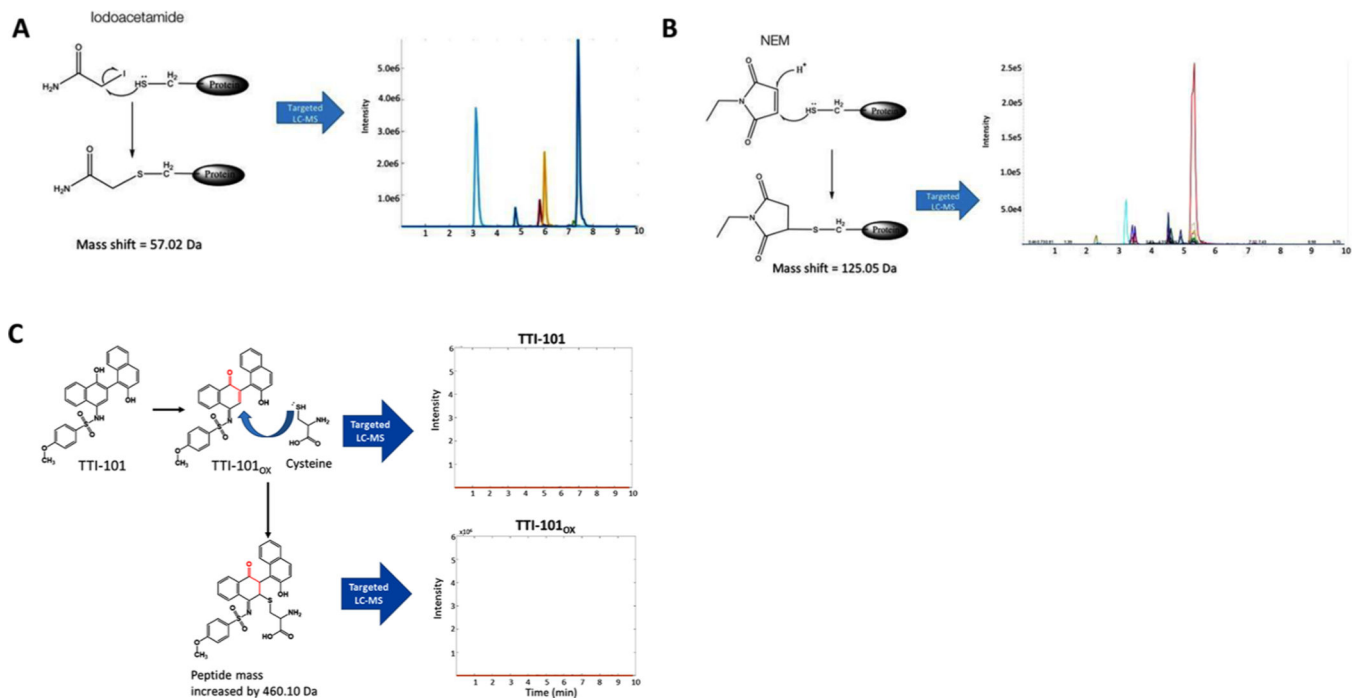 A
Iodoacetamide
O
I
H₂N
HS
H₂
C
Protein
Targeted
LC-MS
O
H₂N
S
H₂
C
Protein
Mass shift = 57.02 Da
Intensity
5.0e6
4.0e6
3.0e6
2.0e6
1.0e6
1 2 3 4 5 6 7 8 9 10
B
NEM
O
N
O
H⁺
HS
H₂
C
Protein
Targeted
LC-MS
O
N
O
S
H₂
C
Protein
Mass shift = 125.05 Da
Intensity
2.5e5
2.0e5
1.5e5
1.0e5
5.0e4
1 2 3 4 5 6 7 8 9 10
C
OH
OH
NH
O
S
O
O
CH₃
TTI-101
O
OH
N
O
S
O
O
CH₃
TTI-101OX
SH
NH₂
HO
O
Cysteine
Targeted
LC-MS
TTI-101
Intensity
6
5
4
3
2
1
1 2 3 4 5 6 7 8 9 10
O
OH
S
N
O
S
O
NH₂
HO
O
O
CH₃
Peptide mass
increased by 460.10 Da
Targeted
LC-MS
TTI-101OX
Intensity
6
5
4
3
2
1
1 2 3 4 5 6 7 8 9 10
Time (min)